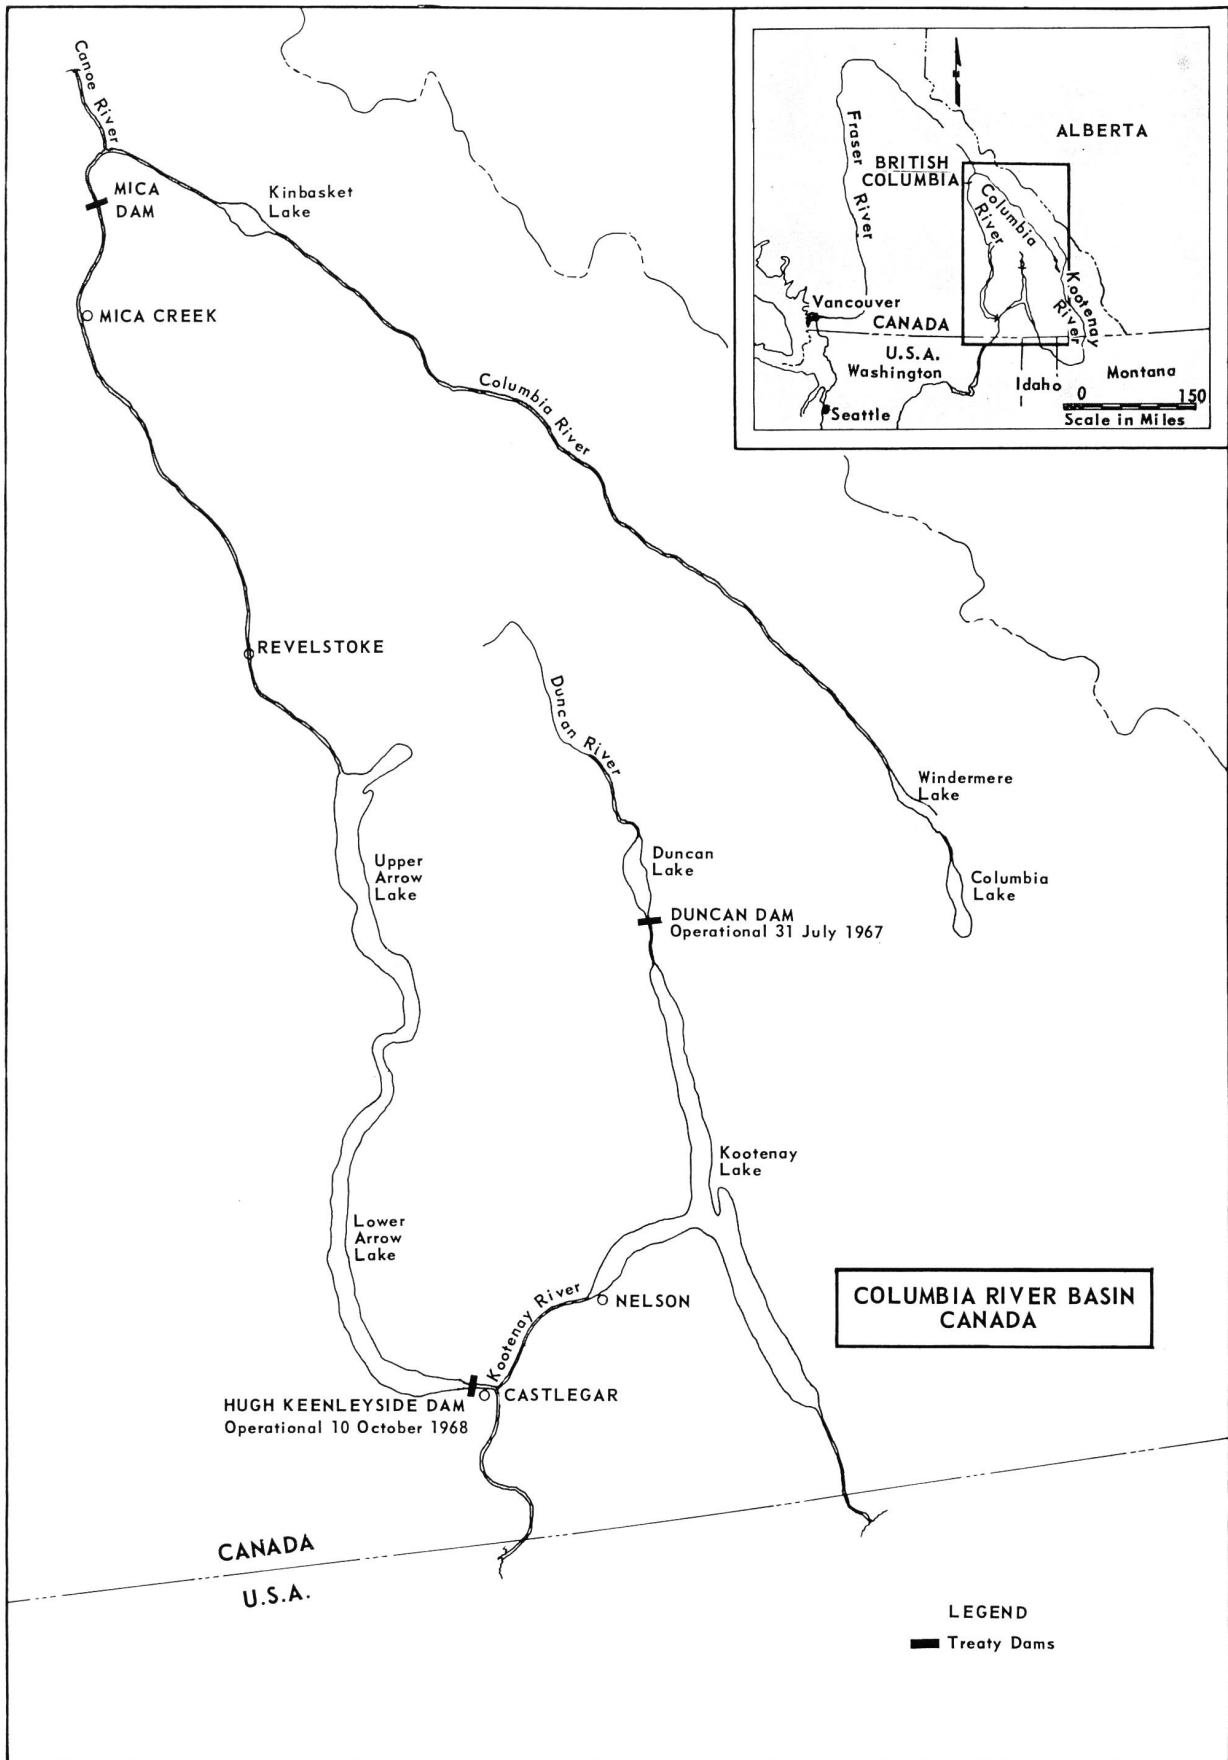 Canoe River
MICA
DAM
Kinbasket
Lake
MICA CREEK
Columbia River
REVELSTOKE
Duncan River
Windermere
Lake
Upper
Arrow
Lake
Duncan
Lake
Columbia
Lake
DUNCAN DAM
Operational 31 July 1967
Kootenay
Lake
Lower
Arrow
Lake
Kootenay River
NELSON
CASTLEGAR
HUGH KEENLEYSIDE DAM
Operational 10 October 1968
CANADA
U.S.A.
COLUMBIA RIVER BASIN
CANADA
LEGEND
Treaty Dams
ALBERTA
Fraser River
BRITISH
COLUMBIA
Columbia
River
Kootenay
River
Vancouver
CANADA
U.S.A.
Washington
Idaho
Montana
Seattle
0 150
Scale in Miles